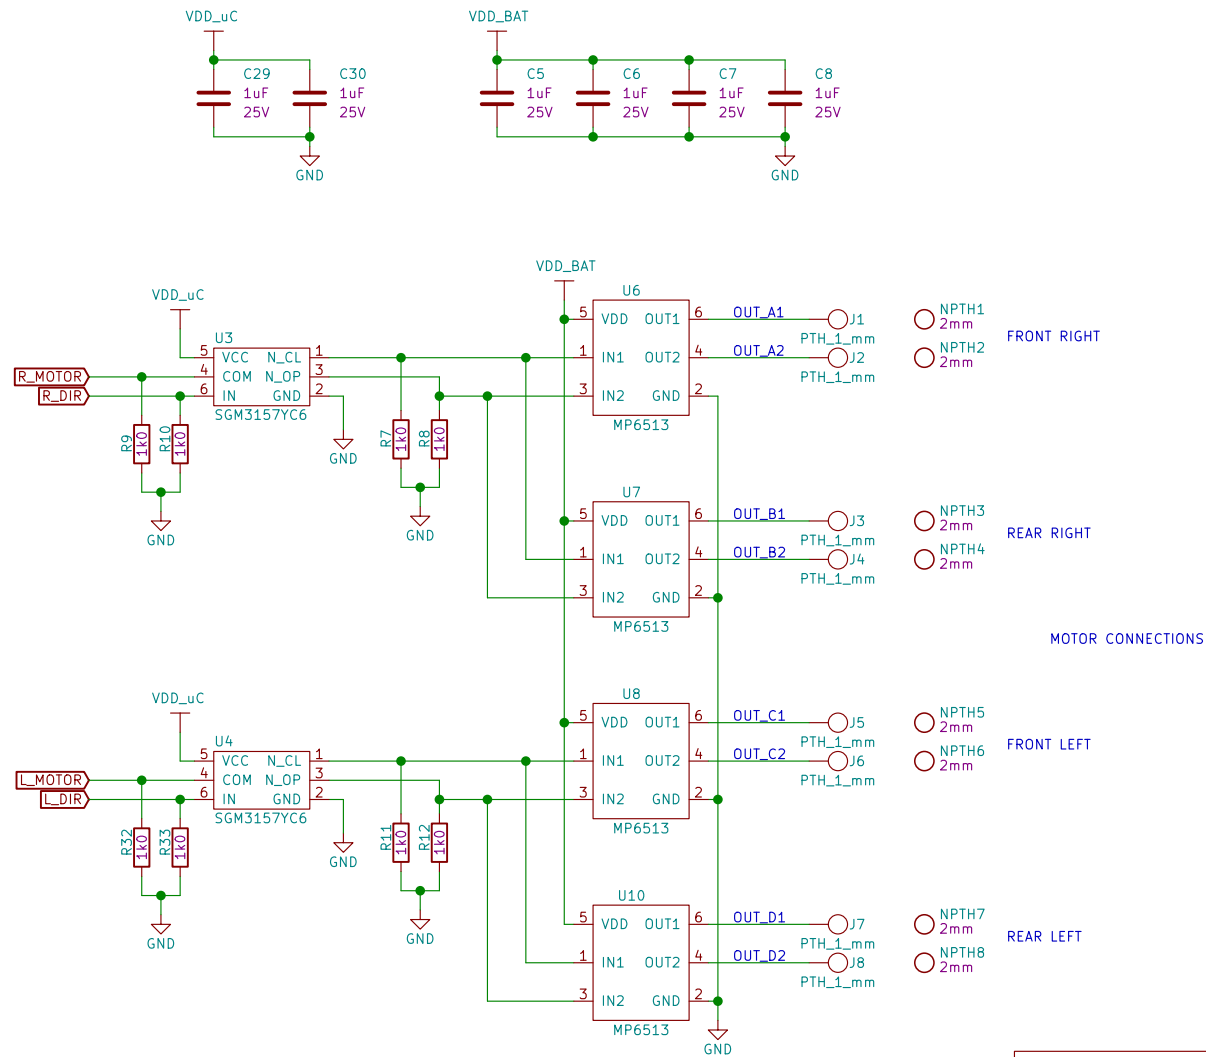 VDD_uC
VDD_BAT
C29
1uF
25V
C30
1uF
25V
C5
1uF
25V
C6
1uF
25V
C7
1uF
25V
C8
1uF
25V
GND
GND
VDD_BAT
VDD_uC
U3
5 VCC N_CL 1
4 COM N_OP 3
6 IN GND 2
SGM3157YC6
R_MOTOR
R_DIR
R9 1k0
R10 1k0
GND
GND
R7 1k0
R8 1k0
GND
U6
5 VDD OUT1 6
1 IN1 OUT2 4
3 IN2 GND 2
MP6513
OUT_A1
OUT_A2
J1
PTH_1_mm
J2
PTH_1_mm
NPTH1
2mm
NPTH2
2mm
FRONT RIGHT
U7
5 VDD OUT1 6
1 IN1 OUT2 4
3 IN2 GND 2
MP6513
OUT_B1
OUT_B2
J3
PTH_1_mm
J4
PTH_1_mm
NPTH3
2mm
NPTH4
2mm
REAR RIGHT
MOTOR CONNECTIONS
VDD_uC
U4
5 VCC N_CL 1
4 COM N_OP 3
6 IN GND 2
SGM3157YC6
L_MOTOR
L_DIR
R32 1k0
R33 1k0
GND
GND
R11 1k0
R12 1k0
GND
U8
5 VDD OUT1 6
1 IN1 OUT2 4
3 IN2 GND 2
MP6513
OUT_C1
OUT_C2
J5
PTH_1_mm
J6
PTH_1_mm
NPTH5
2mm
NPTH6
2mm
FRONT LEFT
U10
5 VDD OUT1 6
1 IN1 OUT2 4
3 IN2 GND 2
MP6513
OUT_D1
OUT_D2
J7
PTH_1_mm
J8
PTH_1_mm
NPTH7
2mm
NPTH8
2mm
REAR LEFT
GND